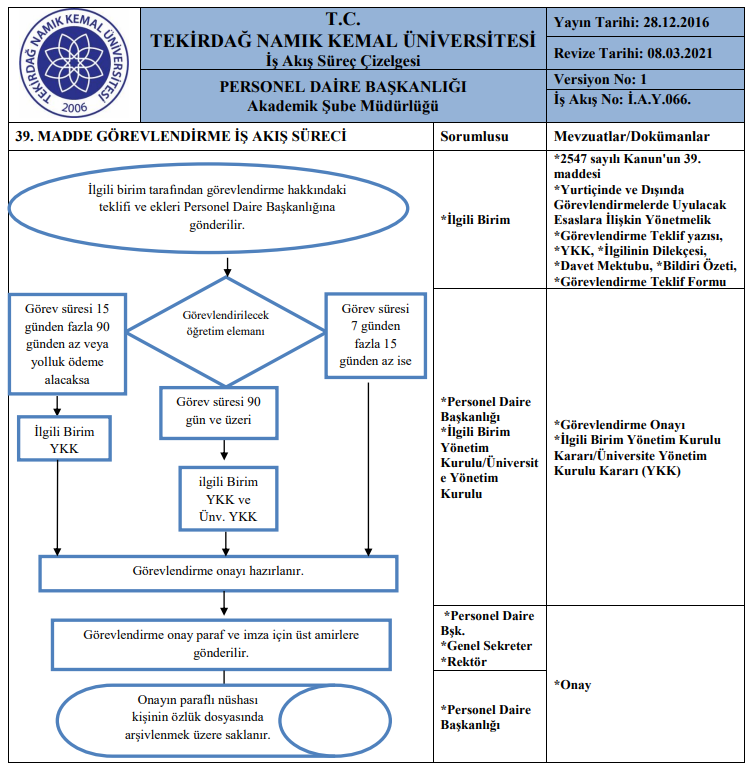 TEKİRDAĞ NAMIK KEMAL ÜNİVERSİTESİ
2006
T.C.
TEKİRDAĞ NAMIK KEMAL ÜNİVERSİTESİ
İş Akış Süreç Çizelgesi
PERSONEL DAİRE BAŞKANLIĞI
Akademik Şube Müdürlüğü
Yayın Tarihi: 28.12.2016
Revize Tarihi: 08.03.2021
Versiyon No: 1
İş Akış No: İ.A.Y.066.
39. MADDE GÖREVLENDİRME İŞ AKIŞ SÜRECİ
Sorumlusu
Mevzuatlar/Dokümanlar
İlgili birim tarafından görevlendirme hakkındaki
teklifi ve ekleri Personel Daire Başkanlığına
gönderilir.
*İlgili Birim
*2547 sayılı Kanun'un 39.
maddesi
*Yurtiçinde ve Dışında
Görevlendirmelerde Uyulacak
Esaslara İlişkin Yönetmelik
*Görevlendirme Teklif yazısı,
*YKK, *İlgilinin Dilekçesi,
*Davet Mektubu, *Bildiri Özeti,
*Görevlendirme Teklif Formu
Görev süresi 15
günden fazla 90
günden az veya
yolluk ödeme
alacaksa
Görevlendirilecek
öğretim elemanı
Görev süresi
7 günden
fazla 15
günden az ise
Görev süresi 90
gün ve üzeri
İlgili Birim
YKK
ilgili Birim
YKK ve
Ünv. YKK
*Personel Daire
Başkanlığı
*İlgili Birim
Yönetim
Kurulu/Üniversit
e Yönetim
Kurulu
*Görevlendirme Onayı
*İlgili Birim Yönetim Kurulu
Kararı/Üniversite Yönetim
Kurulu Kararı (YKK)
Görevlendirme onayı hazırlanır.
Görevlendirme onay paraf ve imza için üst amirlere
gönderilir.
*Personel Daire
Bşk.
*Genel Sekreter
*Rektör
*Onay
Onayın paraflı nüshası
kişinin özlük dosyasında
arşivlenmek üzere saklanır.
*Personel Daire
Başkanlığı